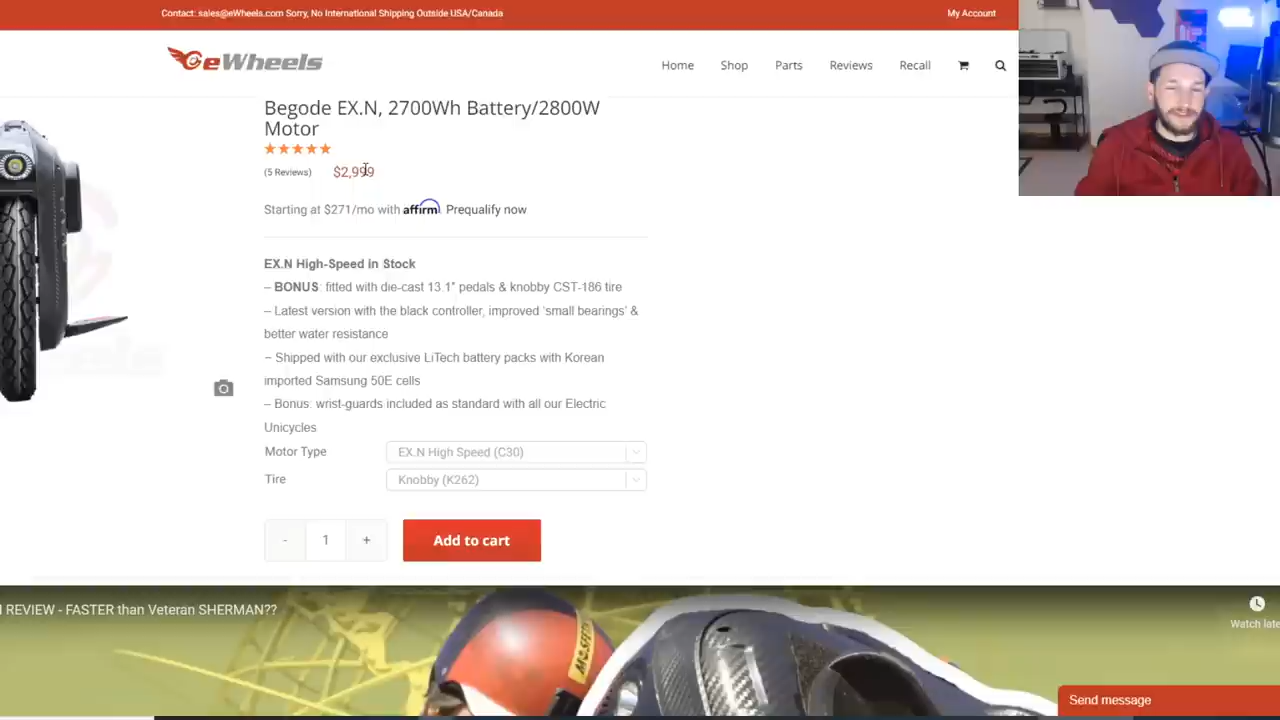 Contact: sales@eWheels.com Sorry, No International Shipping Outside USA/Canada
My Account
eWheels
Home
Shop
Parts
Reviews
Recall
Begode EX.N, 2700Wh Battery/2800W
Motor
(5 Reviews)
$2,999
Starting at $271/mo with affirm Prequalify now
EX.N High-Speed in Stock
– BONUS: fitted with die-cast 13.1" pedals & knobby CST-186 tire
– Latest version with the black controller, improved 'small bearings' &
better water resistance
– Shipped with our exclusive LiTech battery packs with Korean
imported Samsung 50E cells
– Bonus: wrist-guards included as standard with all our Electric
Unicycles
Motor Type
EX.N High Speed (C30)
Tire
Knobby (K262)
- 1 +
Add to cart
REVIEW - FASTER than Veteran SHERMAN??
Watch late
Send message